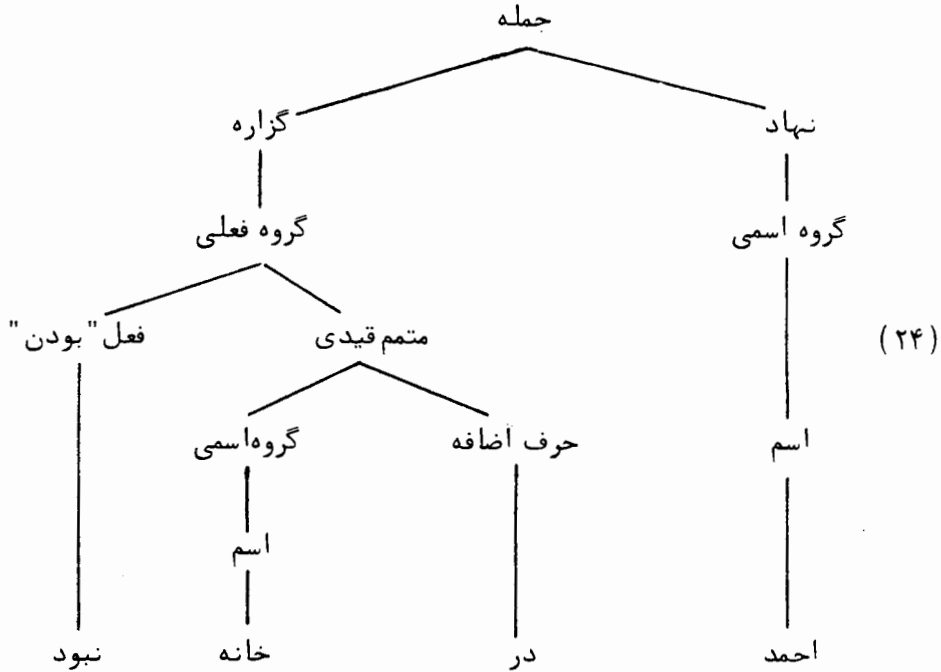 جمله
نهاد گزاره
گروه اسمی گروه فعلی
(۲۴) متمم قیدی فعل "بودن"
اسم حرف اضافه گروه اسمی
اسم
احمد در خانه نبود